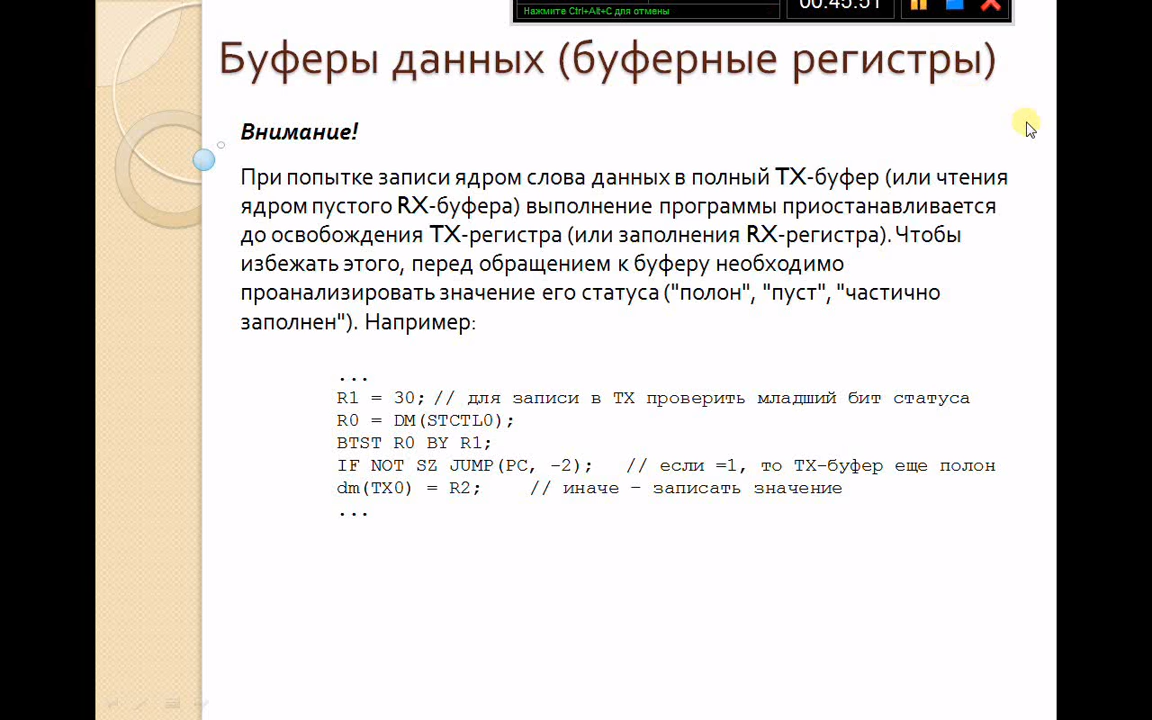 Нажмите Ctrl+Alt+C для отмены
00:45:51
Буферы данных (буферные регистры)
Внимание!
При попытке записи ядром слова данных в полный TX-буфер (или чтения
ядром пустого RX-буфера) выполнение программы приостанавливается
до освобождения TX-регистра (или заполнения RX-регистра). Чтобы
избежать этого, перед обращением к буферу необходимо
проанализировать значение его статуса ("полон", "пуст", "частично
заполнен"). Например:
...
R1 = 30; // для записи в TX проверить младший бит статуса
R0 = DM(STCTL0);
BTST R0 BY R1;
IF NOT SZ JUMP(PC, -2); // если =1, то TX-буфер еще полон
dm(TX0) = R2; // иначе - записать значение
...